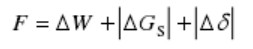 F = ΔW + |ΔG_S| + |Δδ|